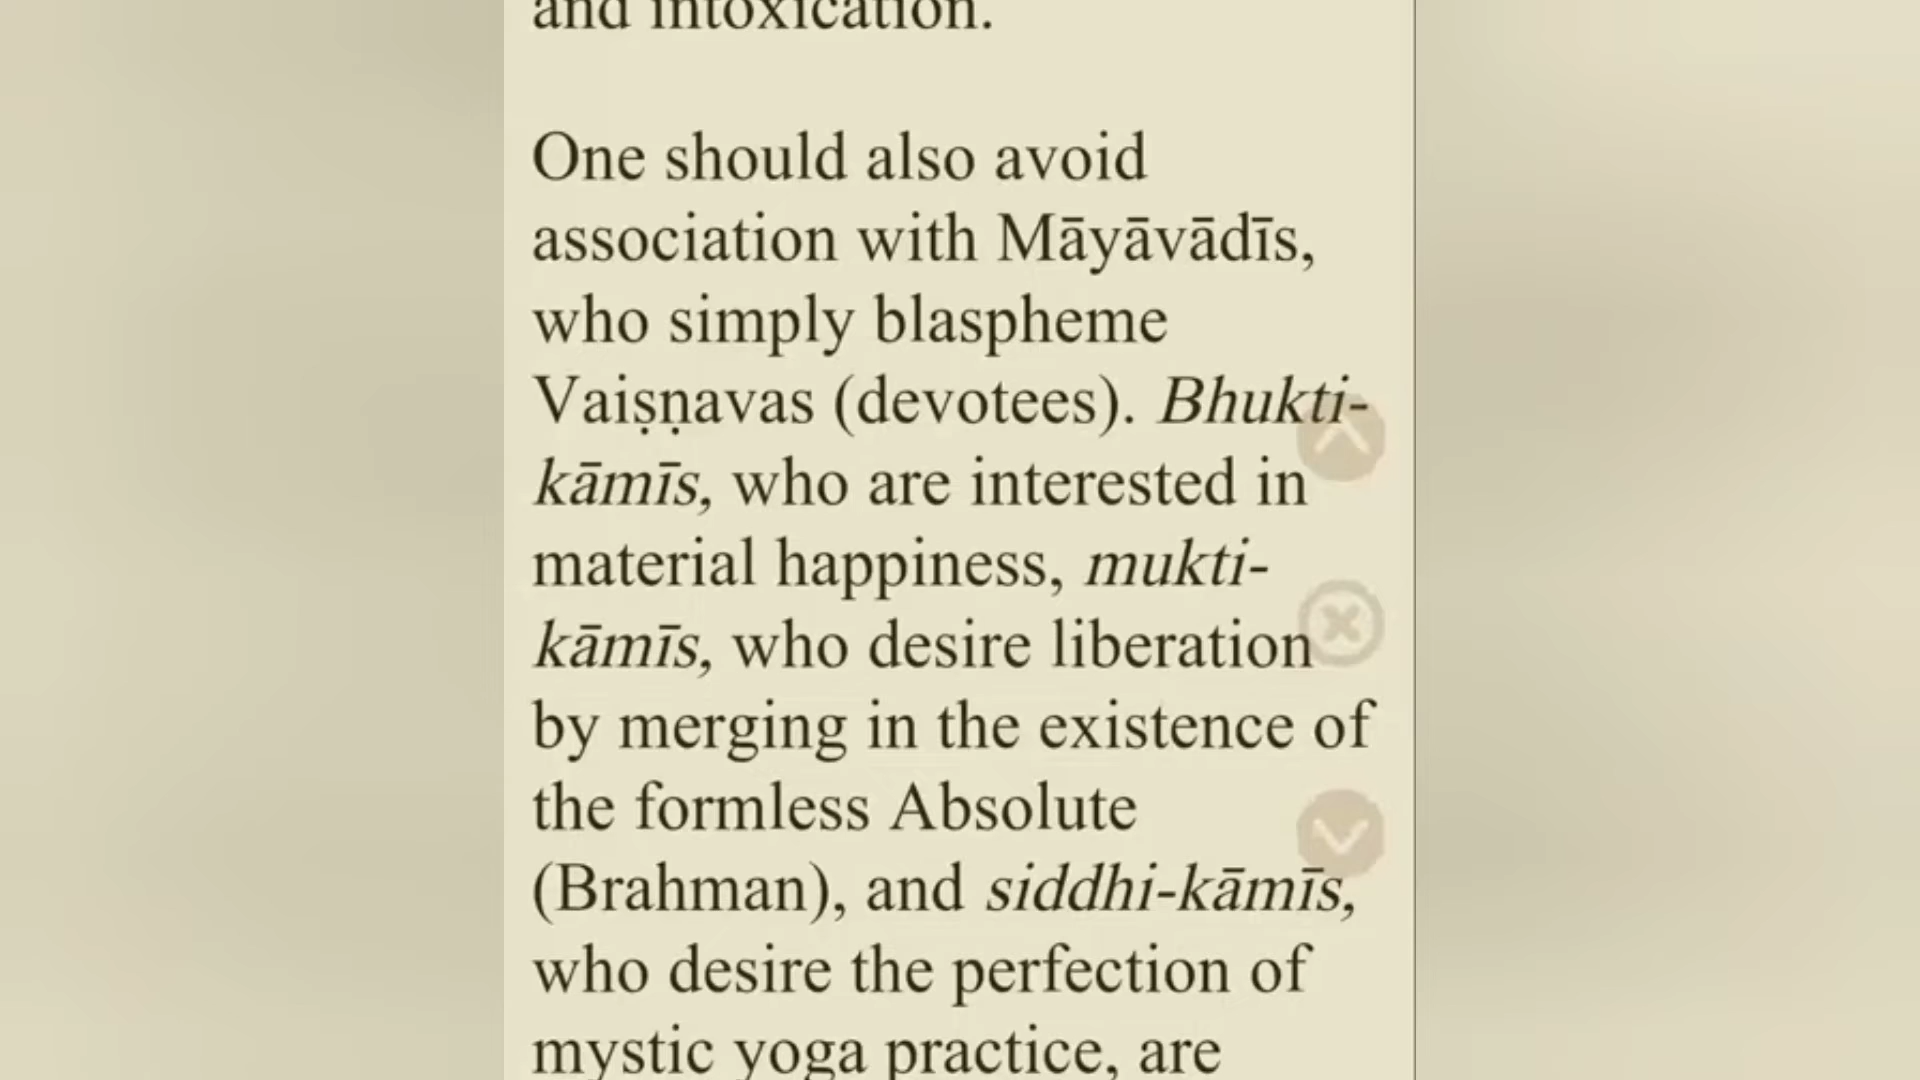 and intoxication.
One should also avoid
association with Māyāvādīs,
who simply blaspheme
Vaiṣṇavas (devotees). Bhukti-
kāmīs, who are interested in
material happiness, mukti-
kāmīs, who desire liberation
by merging in the existence of
the formless Absolute
(Brahman), and siddhi-kāmīs,
who desire the perfection of
mystic yoga practice, are